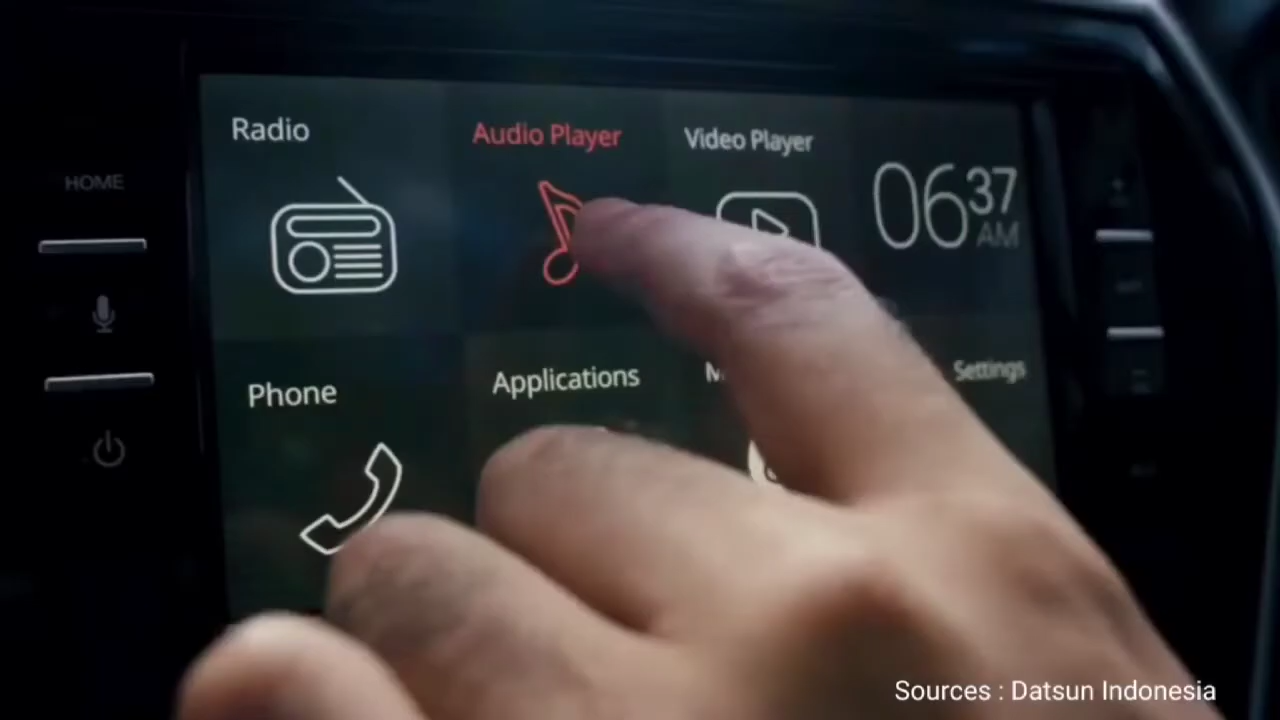 HOME
Radio
Audio Player
Video Player
06 37
AM
Phone
Applications
Settings
Sources : Datsun Indonesia